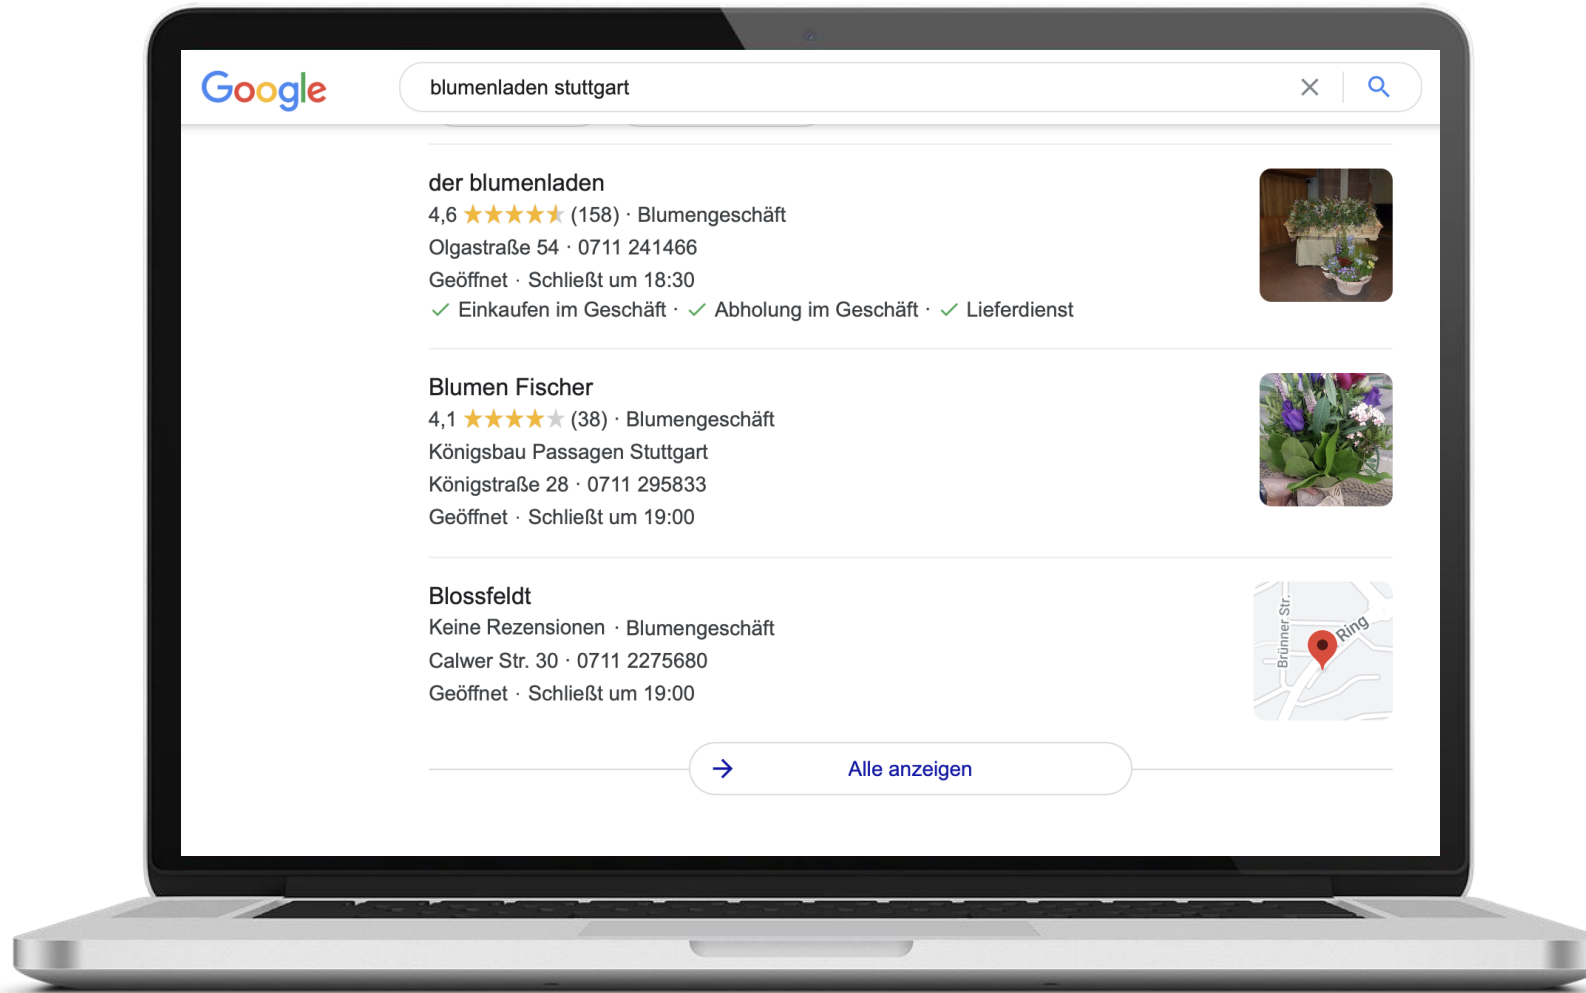 Google
blumenladen stuttgart
der blumenladen
4,6 (158) · Blumengeschäft
Olgastraße 54 · 0711 241466
Geöffnet · Schließt um 18:30
Einkaufen im Geschäft · Abholung im Geschäft · Lieferdienst
Blumen Fischer
4,1 (38) · Blumengeschäft
Königsbau Passagen Stuttgart
Königstraße 28 · 0711 295833
Geöffnet · Schließt um 19:00
Blossfeldt
Keine Rezensionen · Blumengeschäft
Calwer Str. 30 · 0711 2275680
Geöffnet · Schließt um 19:00
Brünner Str.
Ring
Alle anzeigen